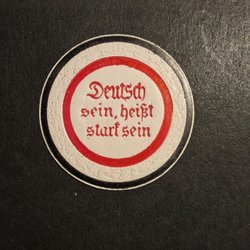 Deutsch
sein, heißt
stark sein